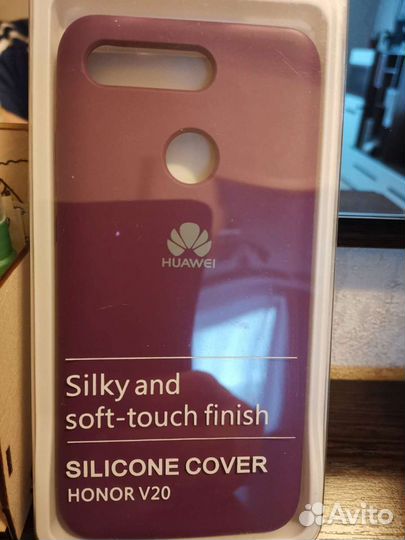 HUAWEI
Silky and
soft-touch finish
SILICONE COVER
HONOR V20
Avito